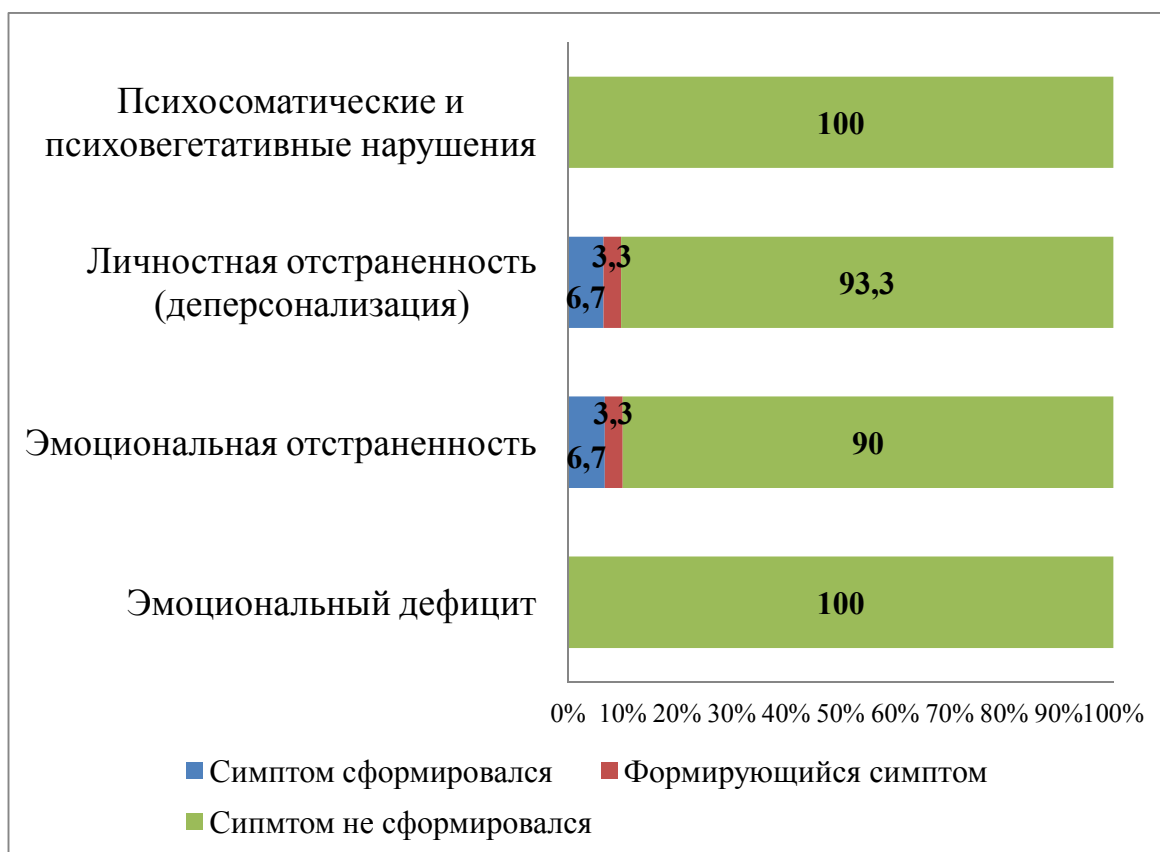 Психосоматические и
психовегетативные нарушения
100
Личностная отстраненность
(деперсонализация)
3,3
6,7
93,3
Эмоциональная отстраненность
3,3
6,7
90
Эмоциональный дефицит
100
0% 10% 20% 30% 40% 50% 60% 70% 80% 90%100%
Симптом сформировался Формирующийся симптом
Сипмтом не сформировался